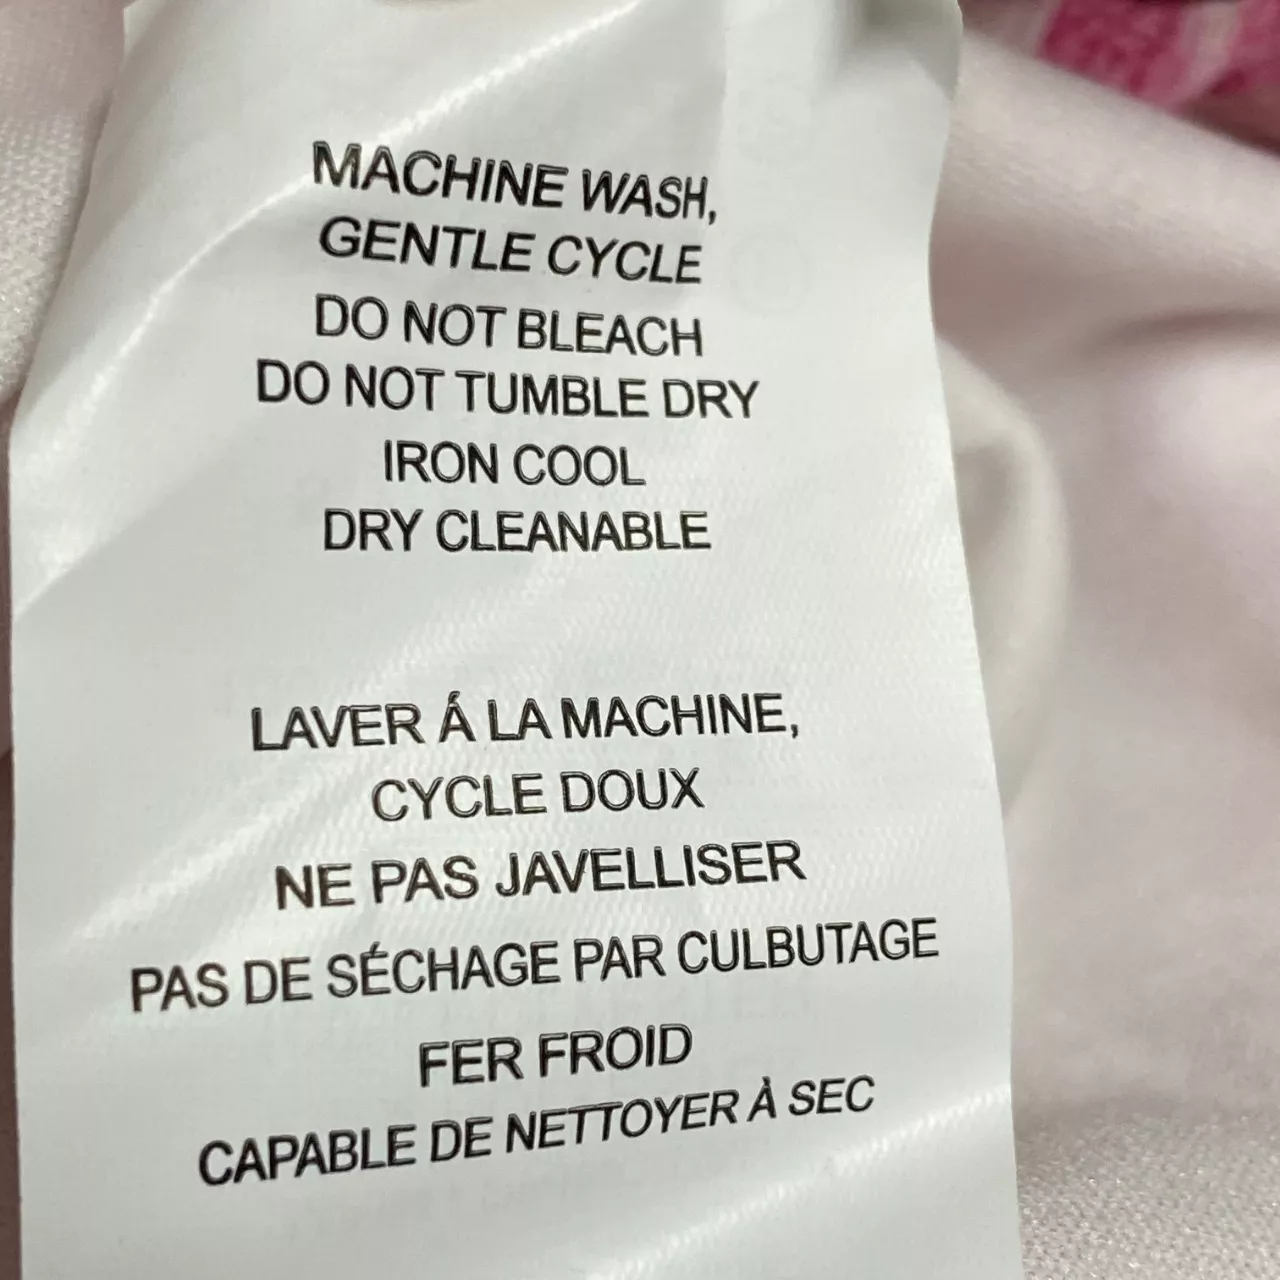 MACHINE WASH,
GENTLE CYCLE
DO NOT BLEACH
DO NOT TUMBLE DRY
IRON COOL
DRY CLEANABLE
LAVER Á LA MACHINE,
CYCLE DOUX
NE PAS JAVELLISER
PAS DE SÉCHAGE PAR CULBUTAGE
FER FROID
CAPABLE DE NETTOYER À SEC